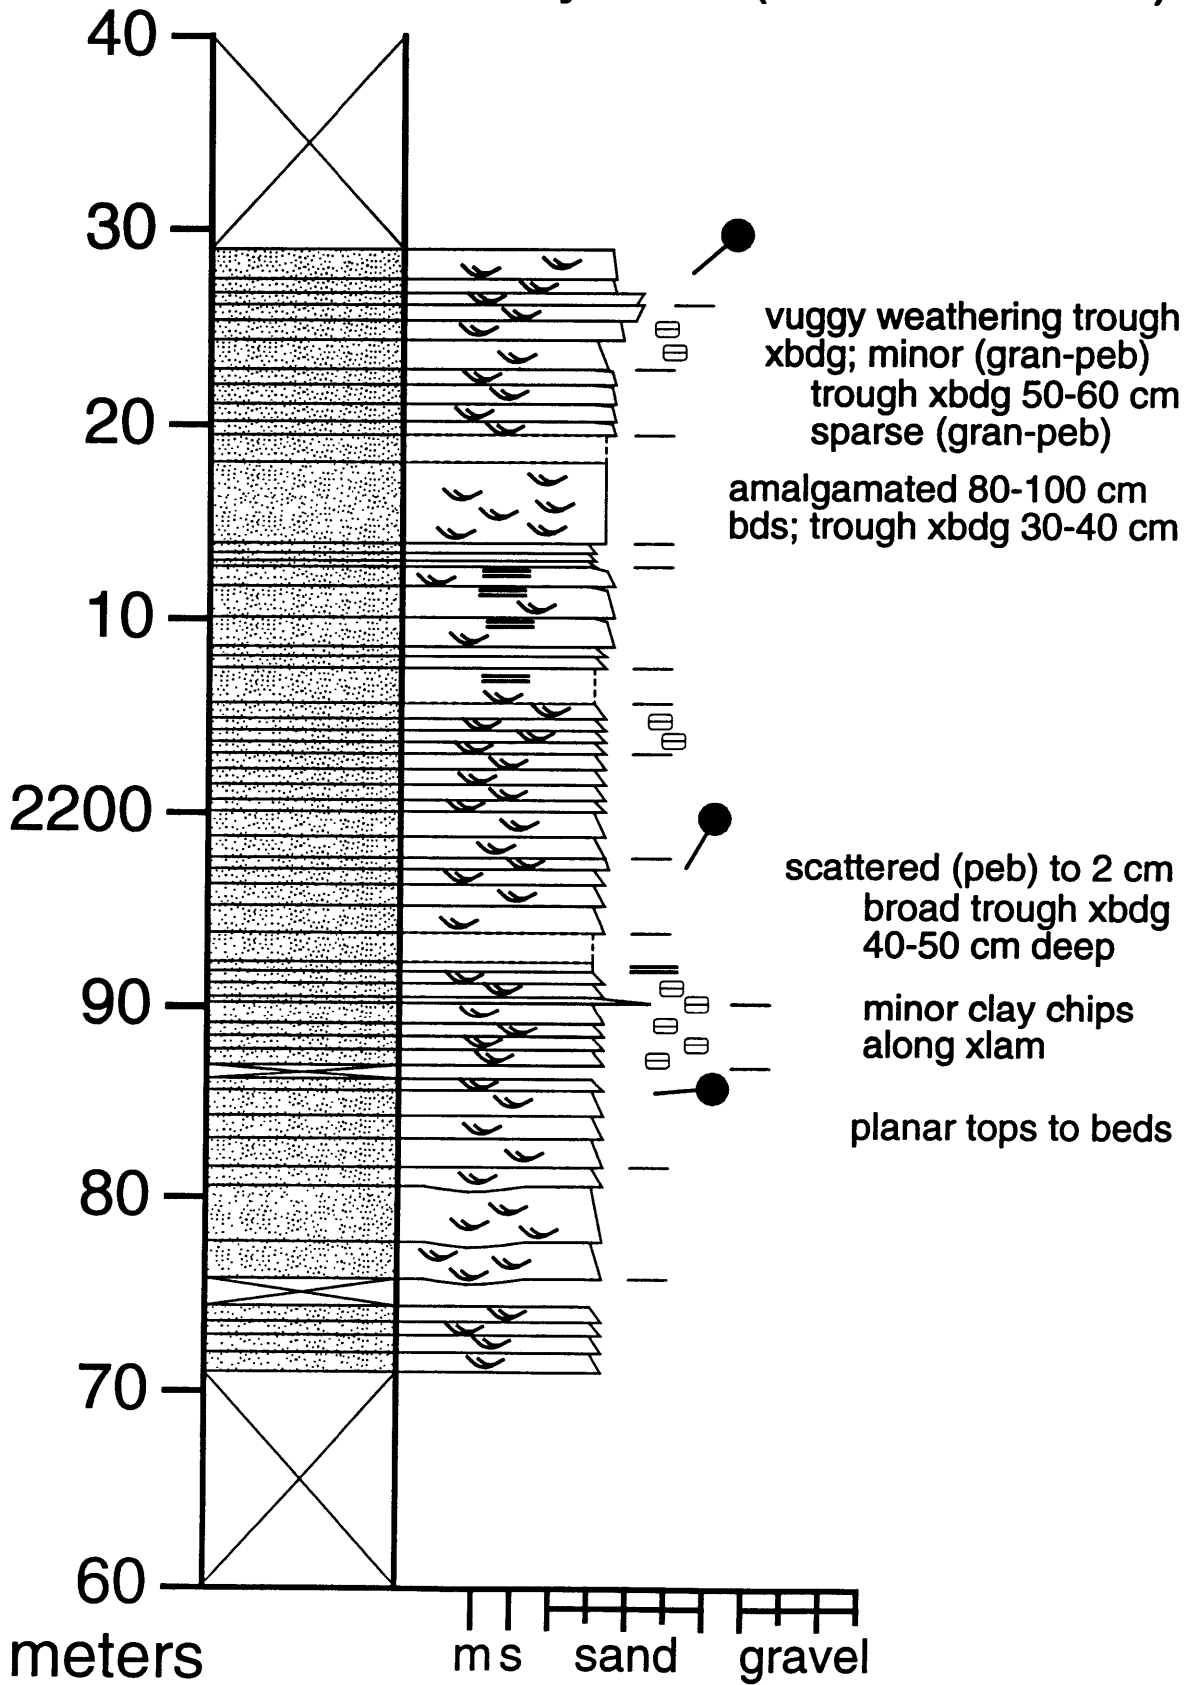 40
30
vuggy weathering trough
xbdg; minor (gran-peb)
trough xbdg 50-60 cm
20
sparse (gran-peb)
amalgamated 80-100 cm
bds; trough xbdg 30-40 cm
10
2200
scattered (peb) to 2 cm
broad trough xbdg
40-50 cm deep
90
minor clay chips
along xlam
planar tops to beds
80
70
60
meters
m s sand gravel